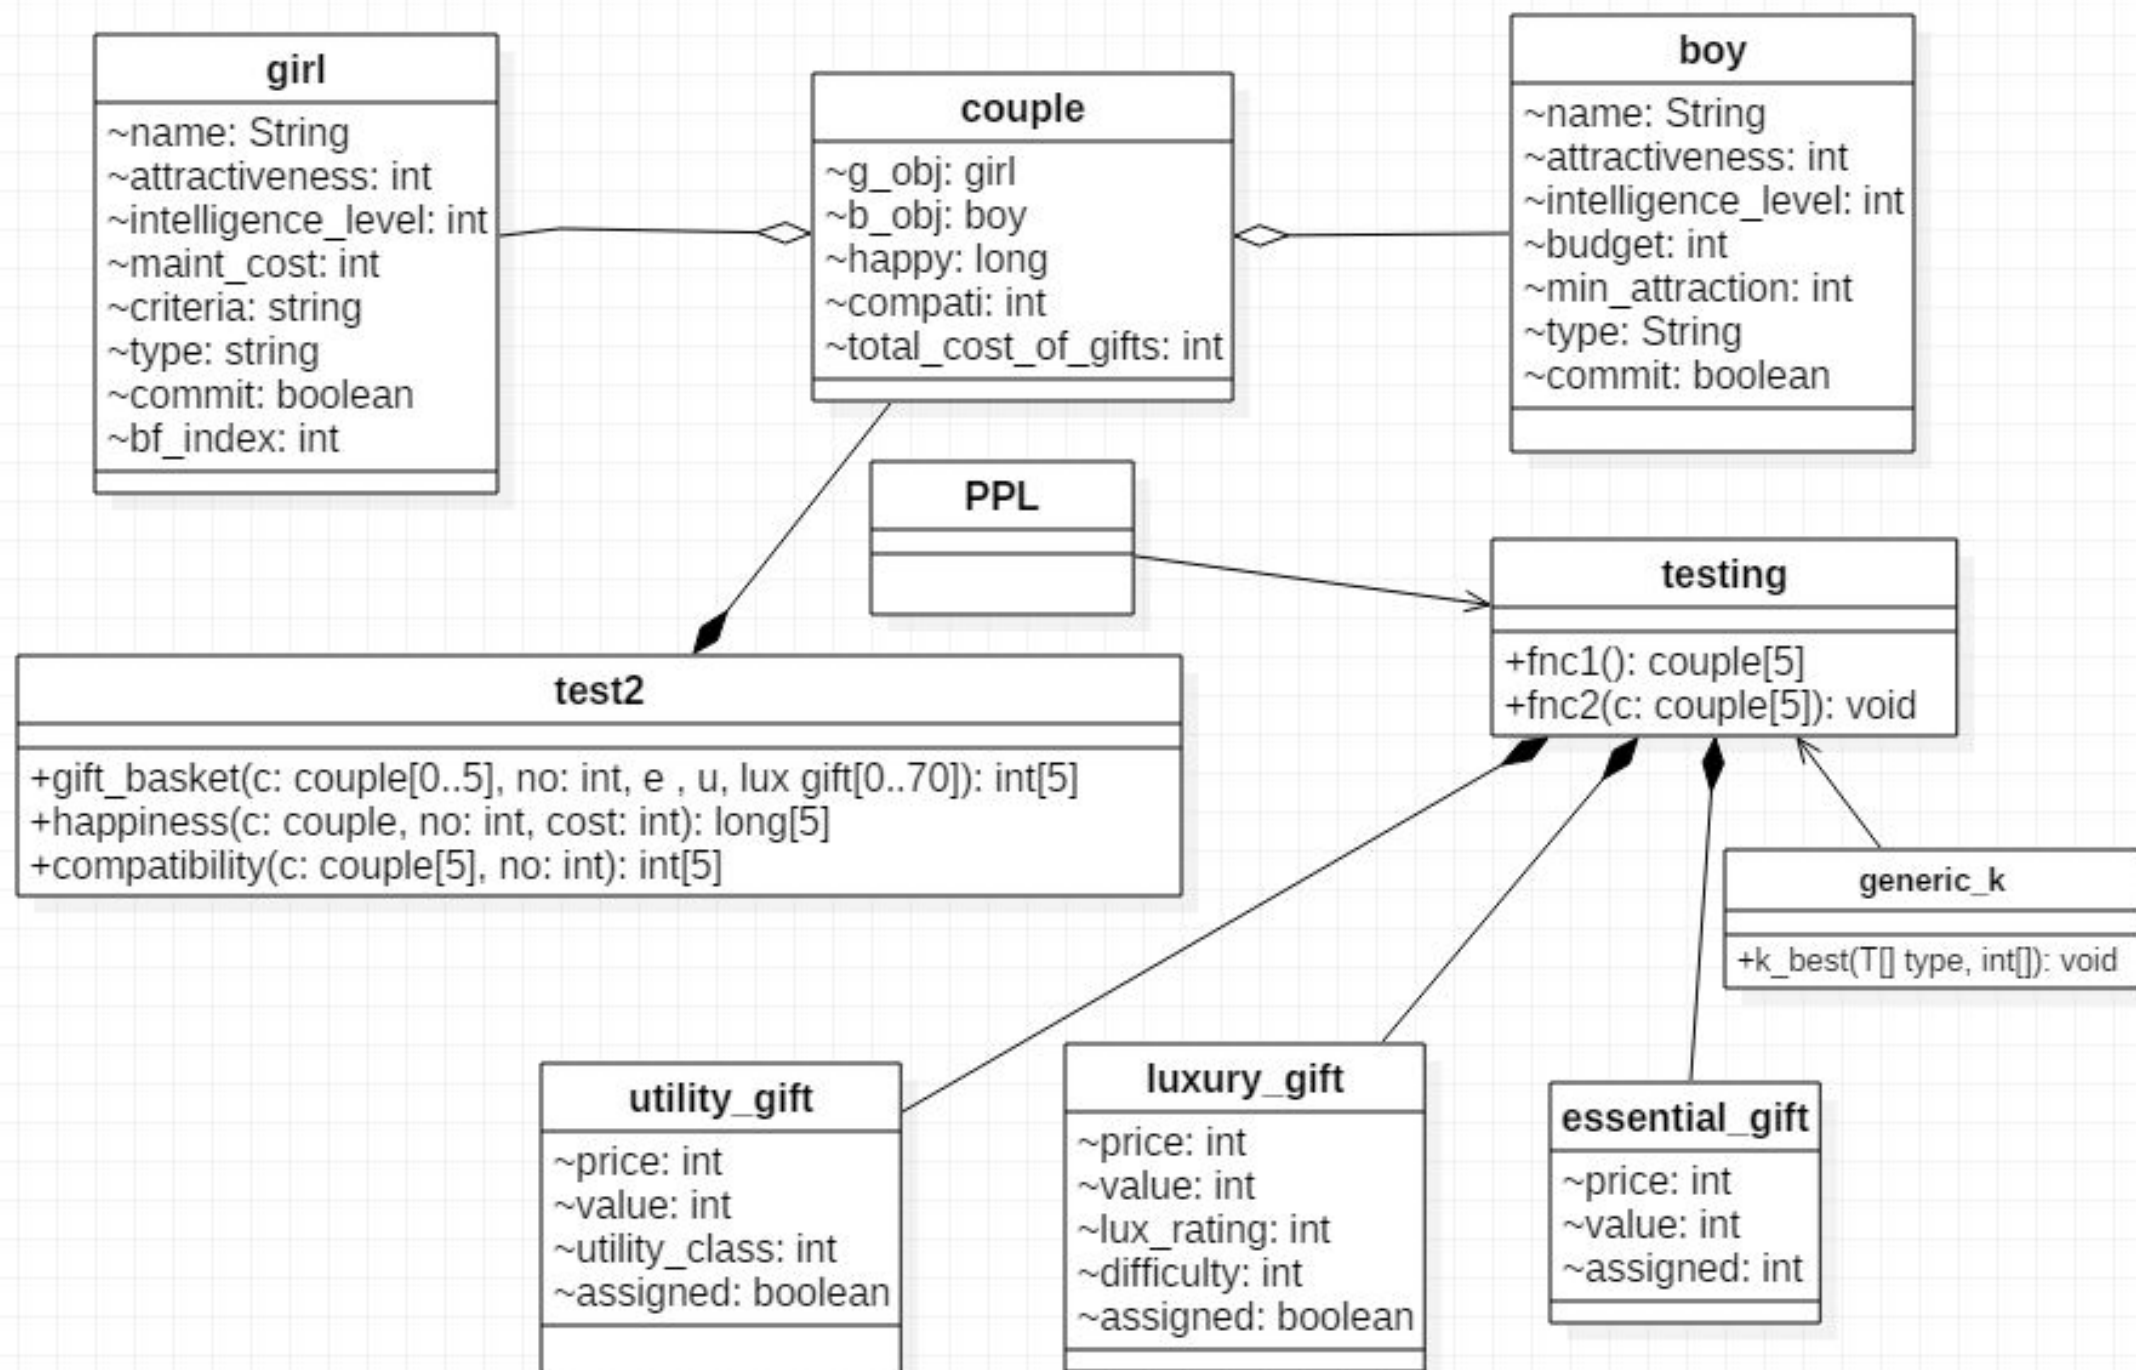 girl
~name: String
~attractiveness: int
~intelligence_level: int
~maint_cost: int
~criteria: string
~type: string
~commit: boolean
~bf_index: int
couple
~g_obj: girl
~b_obj: boy
~happy: long
~compati: int
~total_cost_of_gifts: int
boy
~name: String
~attractiveness: int
~intelligence_level: int
~budget: int
~min_attraction: int
~type: String
~commit: boolean
PPL
testing
+fnc1(): couple[5]
+fnc2(c: couple[5]): void
test2
+gift_basket(c: couple[0..5], no: int, e , u, lux gift[0..70]): int[5]
+happiness(c: couple, no: int, cost: int): long[5]
+compatibility(c: couple[5], no: int): int[5]
generic_k
+k_best(T[] type, int[]): void
utility_gift
~price: int
~value: int
~utility_class: int
~assigned: boolean
luxury_gift
~price: int
~value: int
~lux_rating: int
~difficulty: int
~assigned: boolean
essential_gift
~price: int
~value: int
~assigned: int